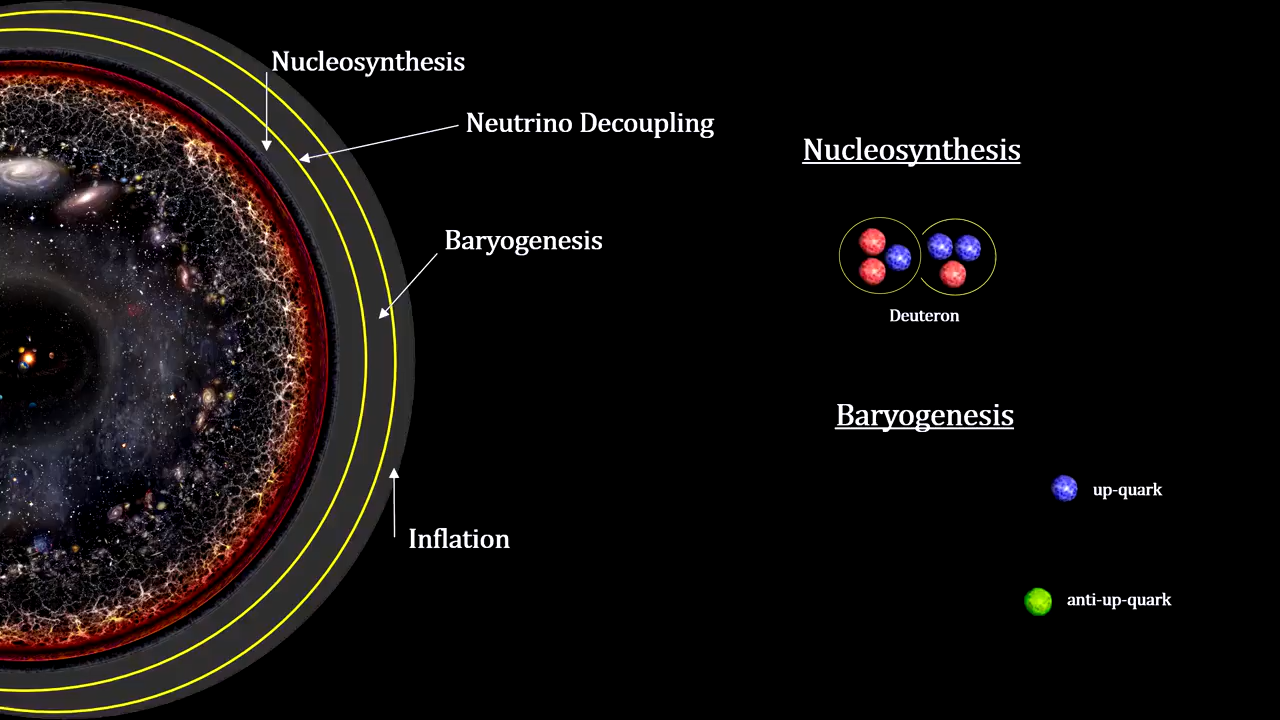 Nucleosynthesis
Neutrino Decoupling
Baryogenesis
Inflation
Nucleosynthesis
Deuteron
Baryogenesis
up-quark
anti-up-quark